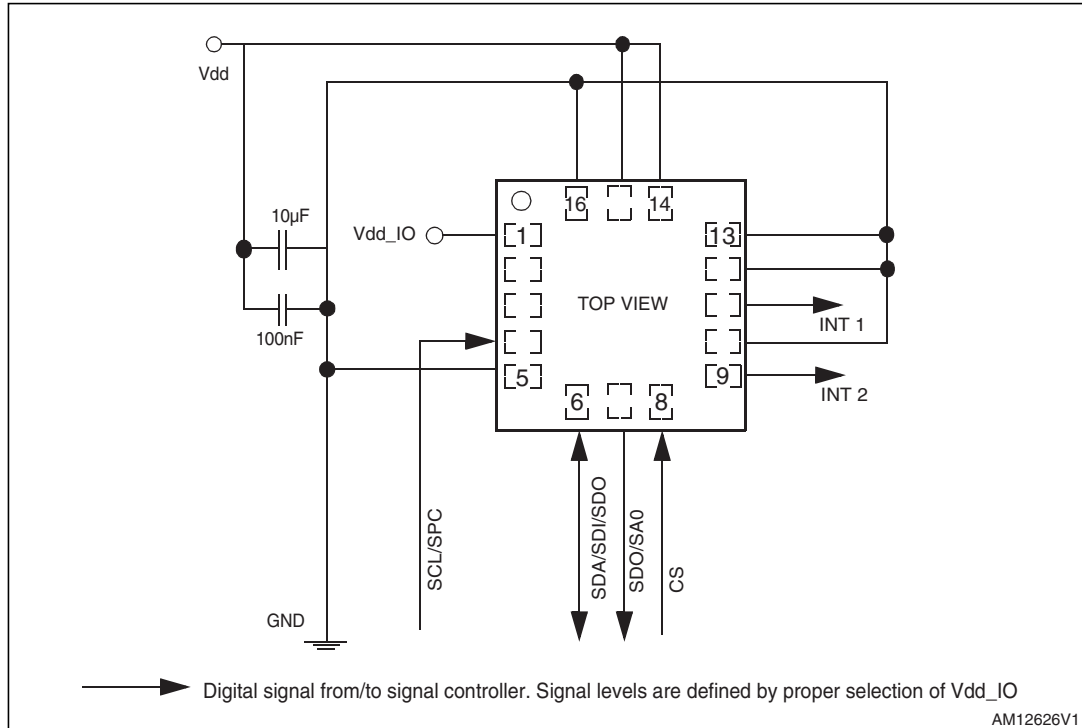 Vdd
10µF
Vdd_IO
100nF
16
14
1
13
TOP VIEW
INT 1
5
9
INT 2
6
8
SCL/SPC
SDA/SDI/SDO
SDO/SA0
CS
GND
Digital signal from/to signal controller. Signal levels are defined by proper selection of Vdd_IO
AM12626V1